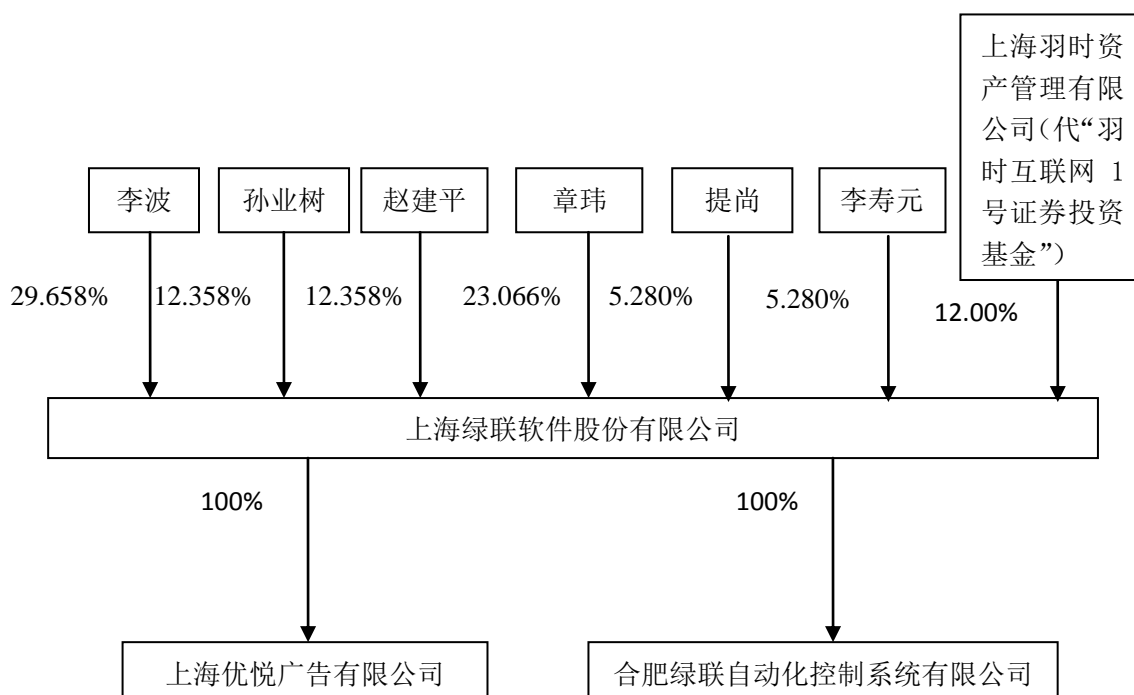 上海羽时资
产管理有限
公司（代“羽
时互联网 1
号证券投资
基金”）
李波
孙业树
赵建平
章玮
提尚
李寿元
29.658%
12.358%
12.358%
23.066%
5.280%
5.280%
12.00%
上海绿联软件股份有限公司
100%
100%
上海优悦广告有限公司
合肥绿联自动化控制系统有限公司